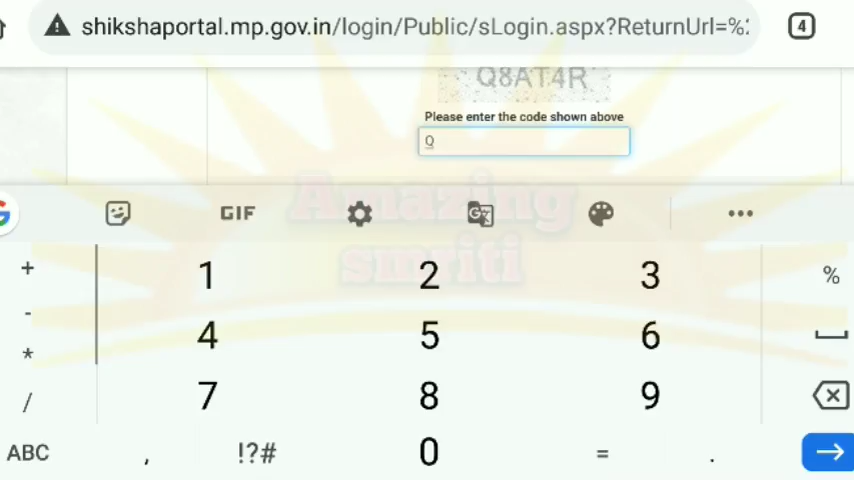 shikshaportal.mp.gov.in/login/Public/sLogin.aspx?ReturnUrl=%2
4
Q8AT4R
Please enter the code shown above
Q
GIF
Amazing
smriti
+ 1 2 3 %
-
4 5 6
*
/ 7 8 9
ABC , !?# 0 = .